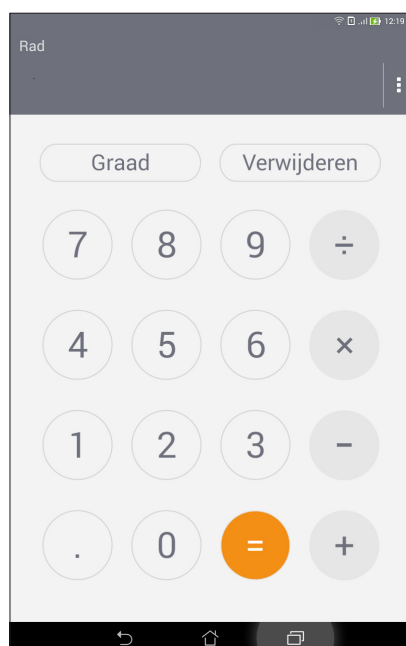 12:19
Rad
Graad Verwijderen
7 8 9 ÷
4 5 6 ×
1 2 3 −
. 0 = +